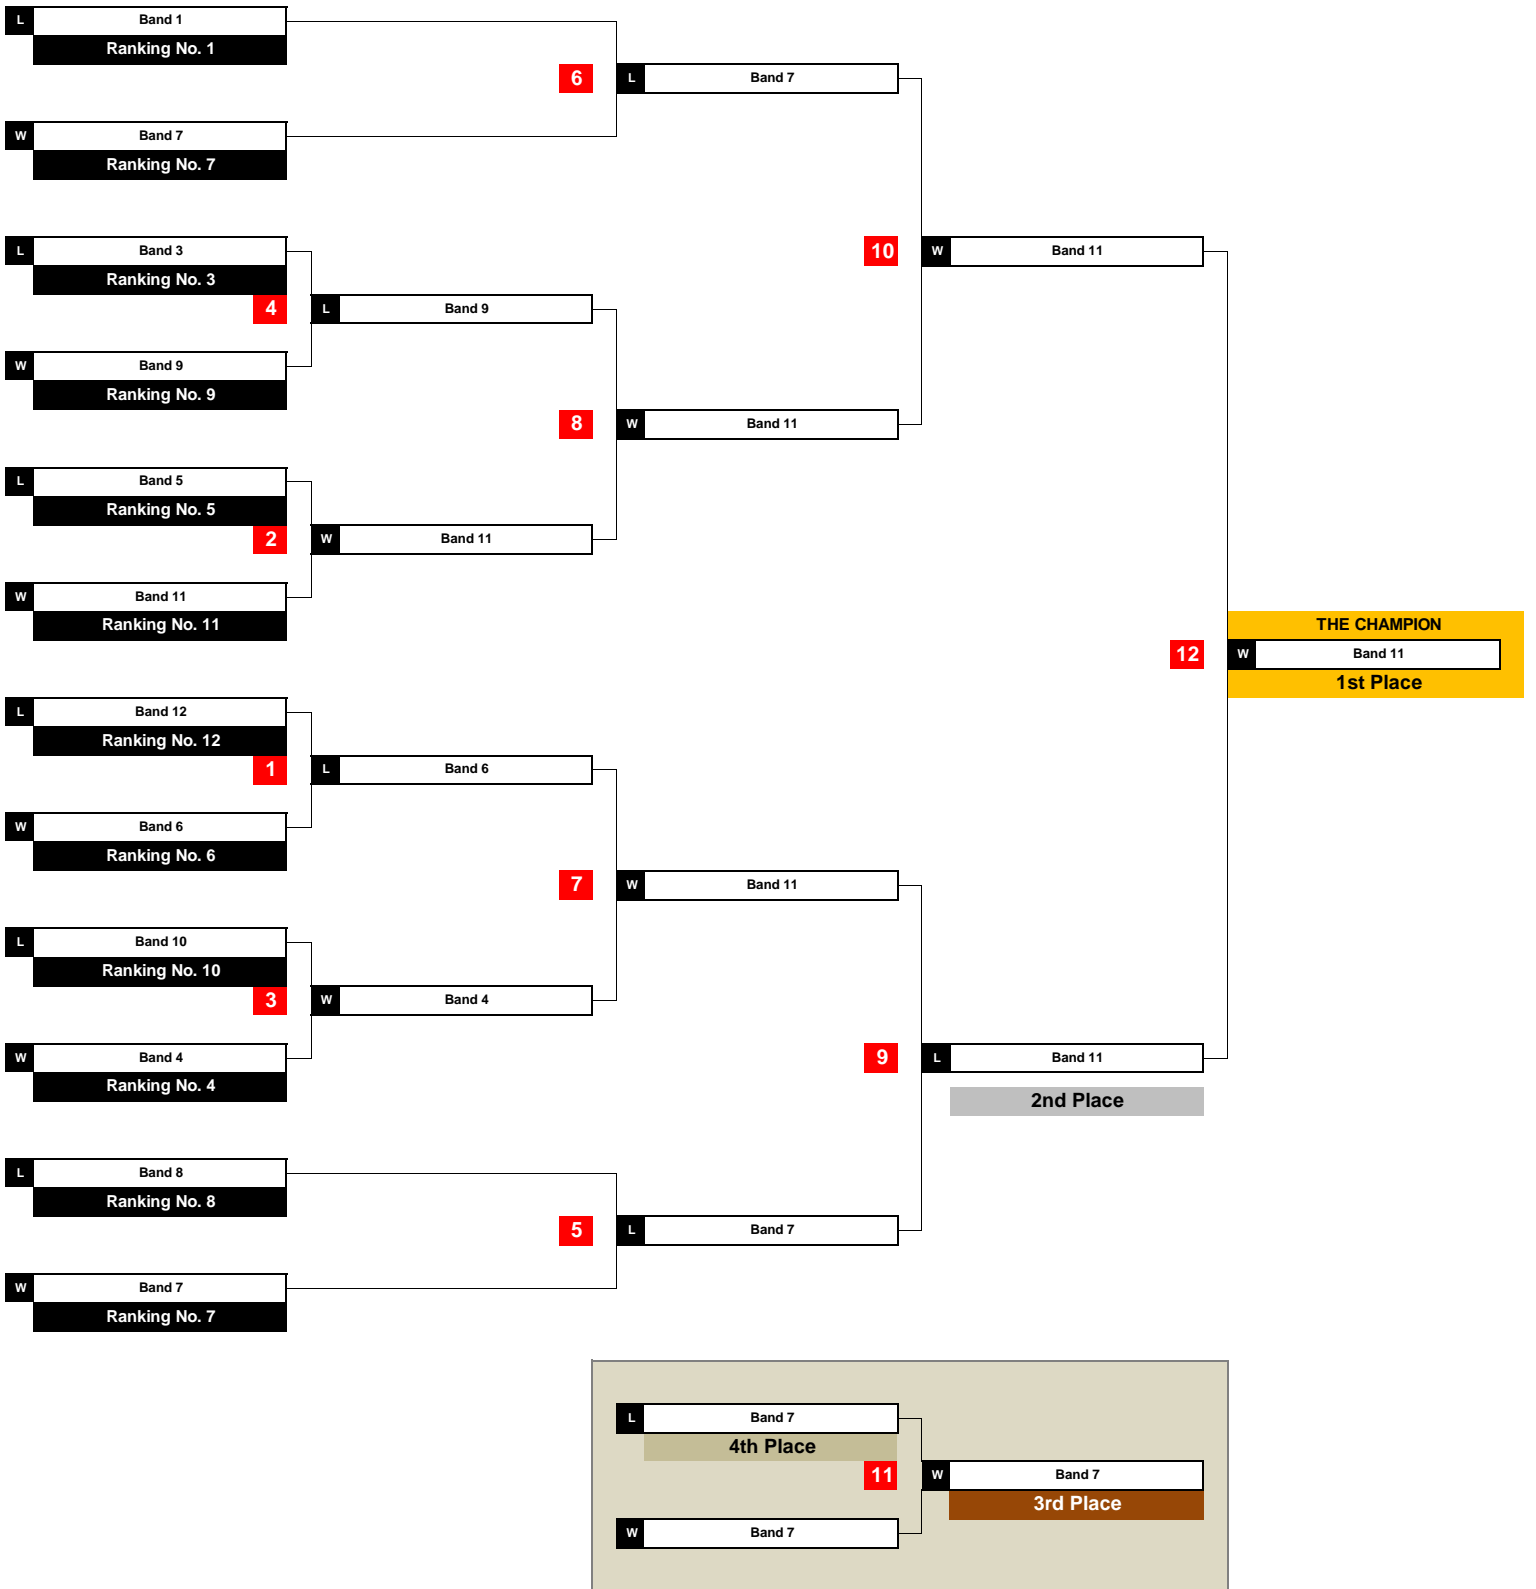 L Band 1
Ranking No. 1
6 L Band 7
W Band 7
Ranking No. 7
L Band 3
10 W Band 11
Ranking No. 3
4 L Band 9
W Band 9
Ranking No. 9
8 W Band 11
L Band 5
Ranking No. 5
2 W Band 11
W Band 11
Ranking No. 11
THE CHAMPION
12 W Band 11
1st Place
L Band 12
Ranking No. 12
1 L Band 6
W Band 6
Ranking No. 6
7 W Band 11
L Band 10
Ranking No. 10
3 W Band 4
W Band 4
9 L Band 11
Ranking No. 4
2nd Place
L Band 8
Ranking No. 8
5 L Band 7
W Band 7
Ranking No. 7
L Band 7
4th Place
11 W Band 7
3rd Place
W Band 7